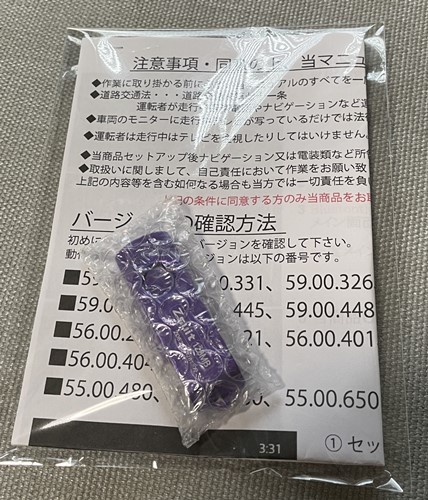 注意事項・同
当マニュ
◆作業に取り掛かる前に
アルのすべてを一
◆道路交通法・・・道路
条
運転者が走行
ナビゲーションなど運
◆車両のモニターに走行
写っているだけでは法
◆運転者は走行中はテレビを
視したりしてはいけません。
◆当商品セットアップ後ナビゲーション又は電装類など所
◆取扱いに関しまして、自己責任において作業をお願い致
上記の内容等を含む如何なる場合も当方では一切責任を負
の条件に同意する方のみ当商品をお取
バージ
の確認方法
初めに
バージョンを確認して下さい。
動作
ジョンは以下の番号です。
■59
.331、59.00.326
■59.0
445、59.00.448
■56.00.2
21、56.00.401
■56.00.404
■55.00.480、
0、55.00.650
3:31
①セッ